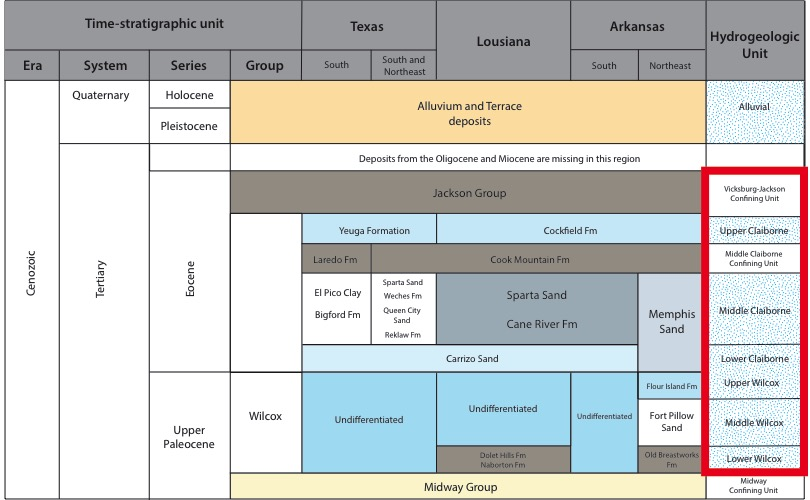 Time-stratigraphic unit
Texas
Lousiana
Arkansas
Hydrogeologic
Unit
Era
System
Series
Group
South
South and
Northeast
South
Northeast
Quaternary
Holocene
Pleistocene
Alluvium and Terrace
deposits
Alluvial
Deposits from the Oligocene and Miocene are missing in this region
Cenozoic
Tertiary
Eocene
Jackson Group
Vicksburg-Jackson
Confining Unit
Yeuga Formation
Cockfield Fm
Upper Claiborne
Laredo Fm
Cook Mountain Fm
Middle Claiborne
Confining Unit
El Pico Clay
Bigford Fm
Sparta Sand
Weches Fm
Queen City
Sand
Reklaw Fm
Sparta Sand
Cane River Fm
Memphis
Sand
Middle Claiborne
Carrizo Sand
Lower Claiborne
Upper Paleocene
Wilcox
Undifferentiated
Undifferentiated
Undifferentiated
Flour Island Fm
Upper Wilcox
Fort Pillow
Sand
Middle Wilcox
Dolet Hills Fm
Naborton Fm
Old Breastworks
Fm
Lower Wilcox
Midway Group
Midway
Confining Unit